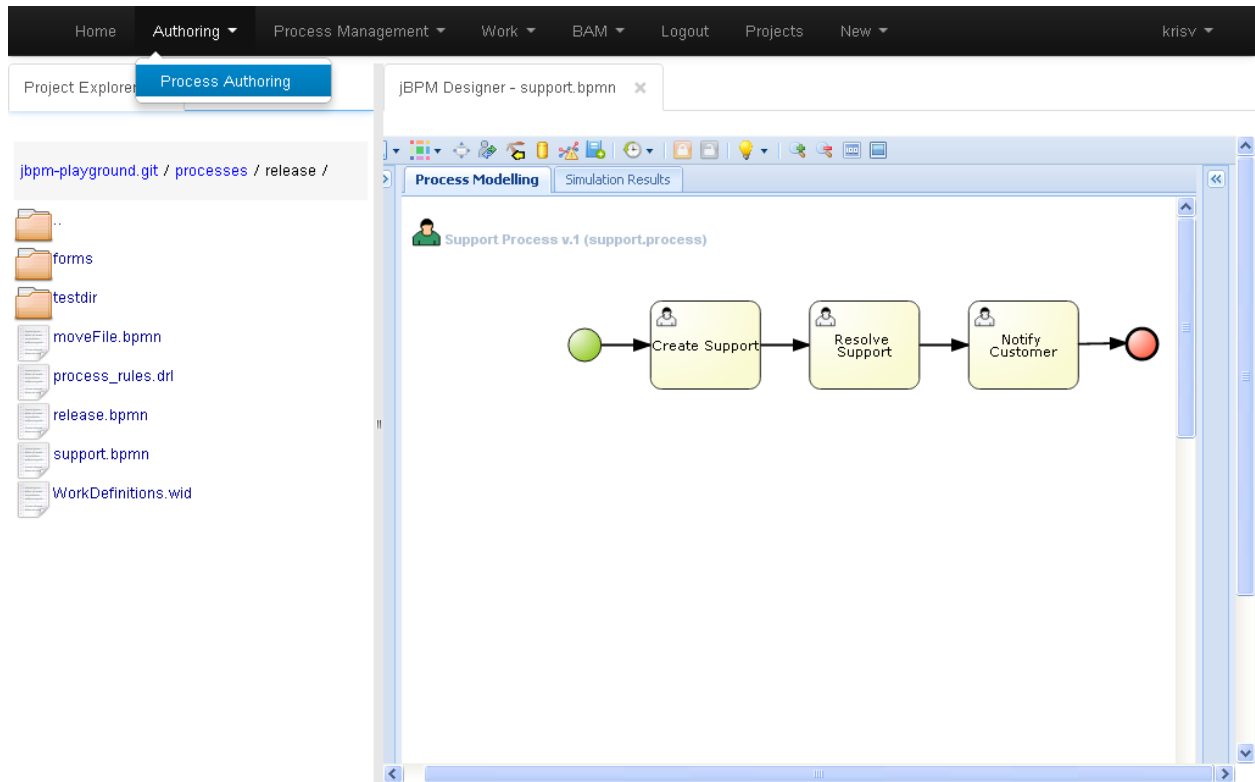 Home Authoring Process Management Work BAM Logout Projects New krisv
Process Authoring
Project Explorer
jBPM Designer - support.bpmn
jbpm-playground.git / processes / release /
..
forms
testdir
moveFile.bpmn
process_rules.drl
release.bpmn
support.bpmn
WorkDefinitions.wid
Process Modelling Simulation Results
Support Process v.1 (support.process)
Create Support
Resolve
Support
Notify
Customer